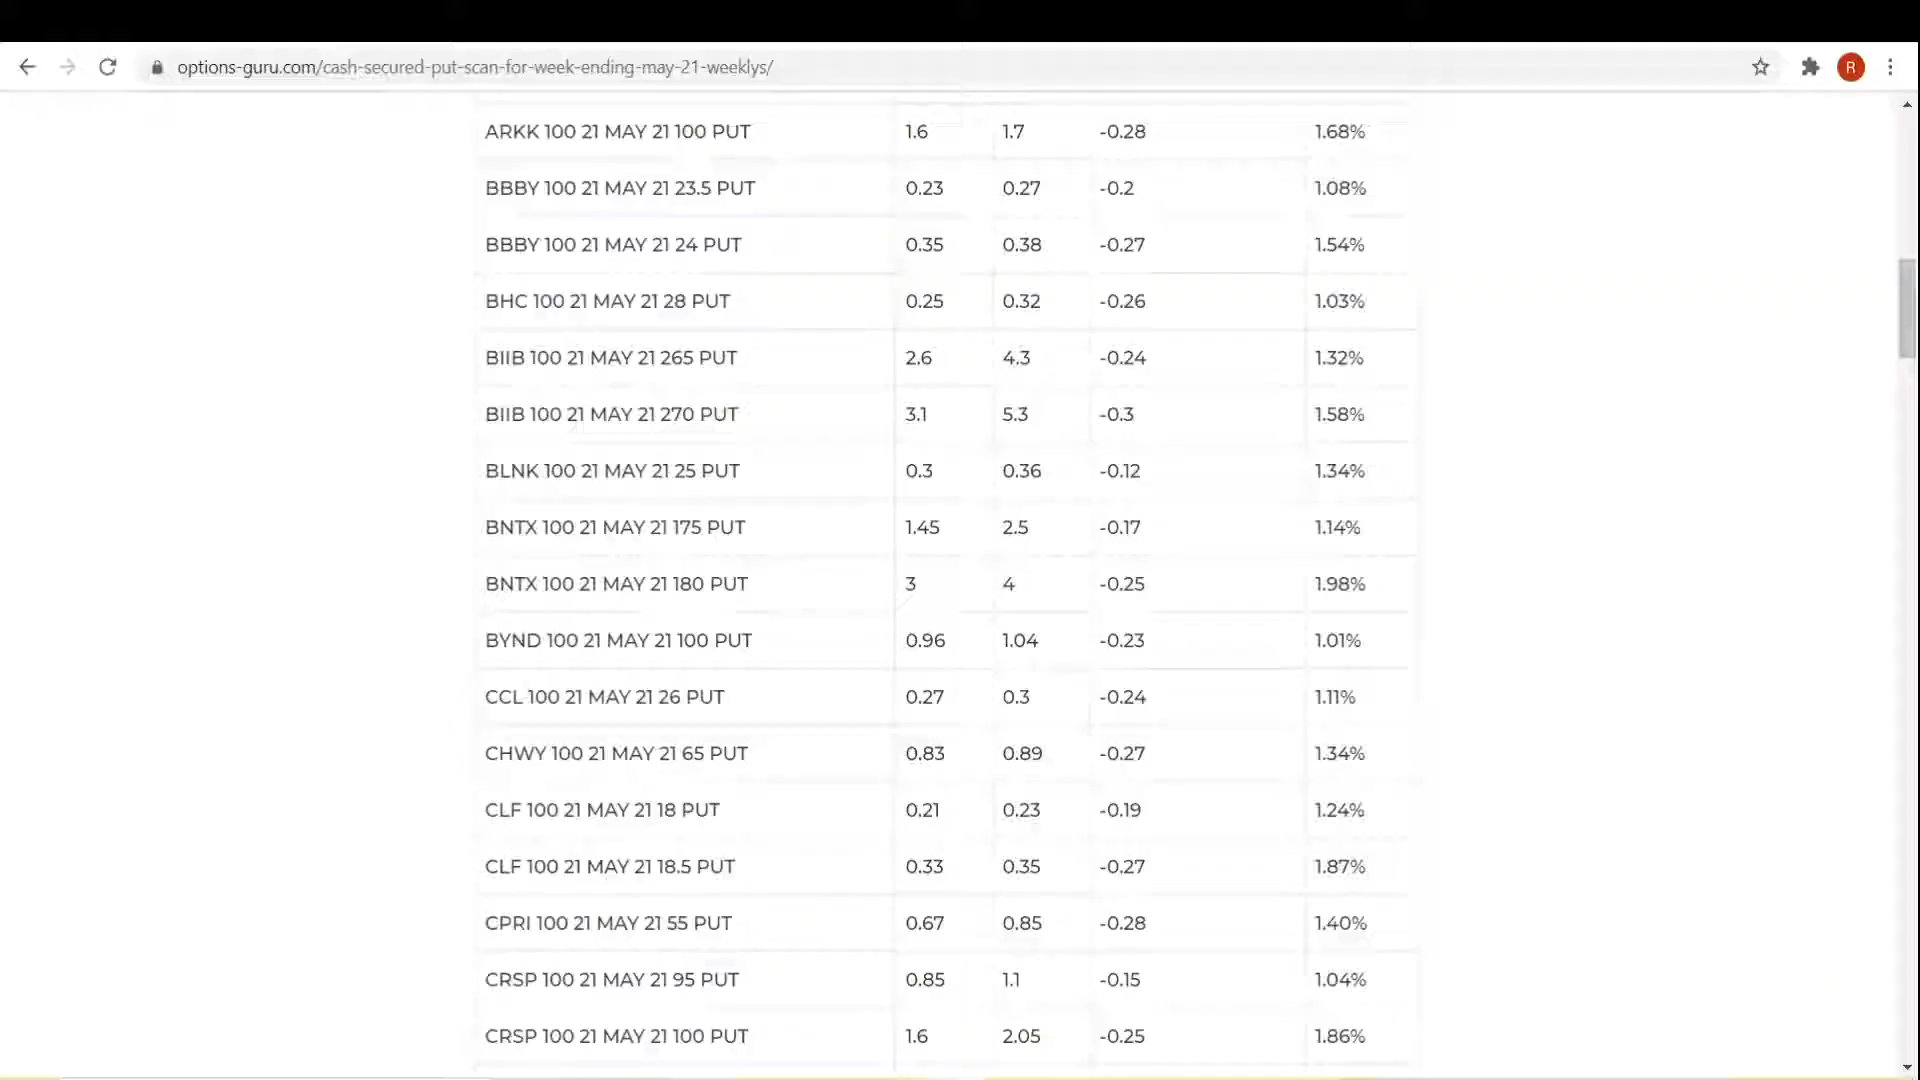 options-guru.com/cash-secured-put-scan-for-week-ending-may-21-weeklys/
R
ARKK 100 21 MAY 21 100 PUT 1.6 1.7 -0.28 1.68%
BBBY 100 21 MAY 21 23.5 PUT 0.23 0.27 -0.2 1.08%
BBBY 100 21 MAY 21 24 PUT 0.35 0.38 -0.27 1.54%
BHC 100 21 MAY 21 28 PUT 0.25 0.32 -0.26 1.03%
BIIB 100 21 MAY 21 265 PUT 2.6 4.3 -0.24 1.32%
BIIB 100 21 MAY 21 270 PUT 3.1 5.3 -0.3 1.58%
BLNK 100 21 MAY 21 25 PUT 0.3 0.36 -0.12 1.34%
BNTX 100 21 MAY 21 175 PUT 1.45 2.5 -0.17 1.14%
BNTX 100 21 MAY 21 180 PUT 3 4 -0.25 1.98%
BYND 100 21 MAY 21 100 PUT 0.96 1.04 -0.23 1.01%
CCL 100 21 MAY 21 26 PUT 0.27 0.3 -0.24 1.11%
CHWY 100 21 MAY 21 65 PUT 0.83 0.89 -0.27 1.34%
CLF 100 21 MAY 21 18 PUT 0.21 0.23 -0.19 1.24%
CLF 100 21 MAY 21 18.5 PUT 0.33 0.35 -0.27 1.87%
CPRI 100 21 MAY 21 55 PUT 0.67 0.85 -0.28 1.40%
CRSP 100 21 MAY 21 95 PUT 0.85 1.1 -0.15 1.04%
CRSP 100 21 MAY 21 100 PUT 1.6 2.05 -0.25 1.86%